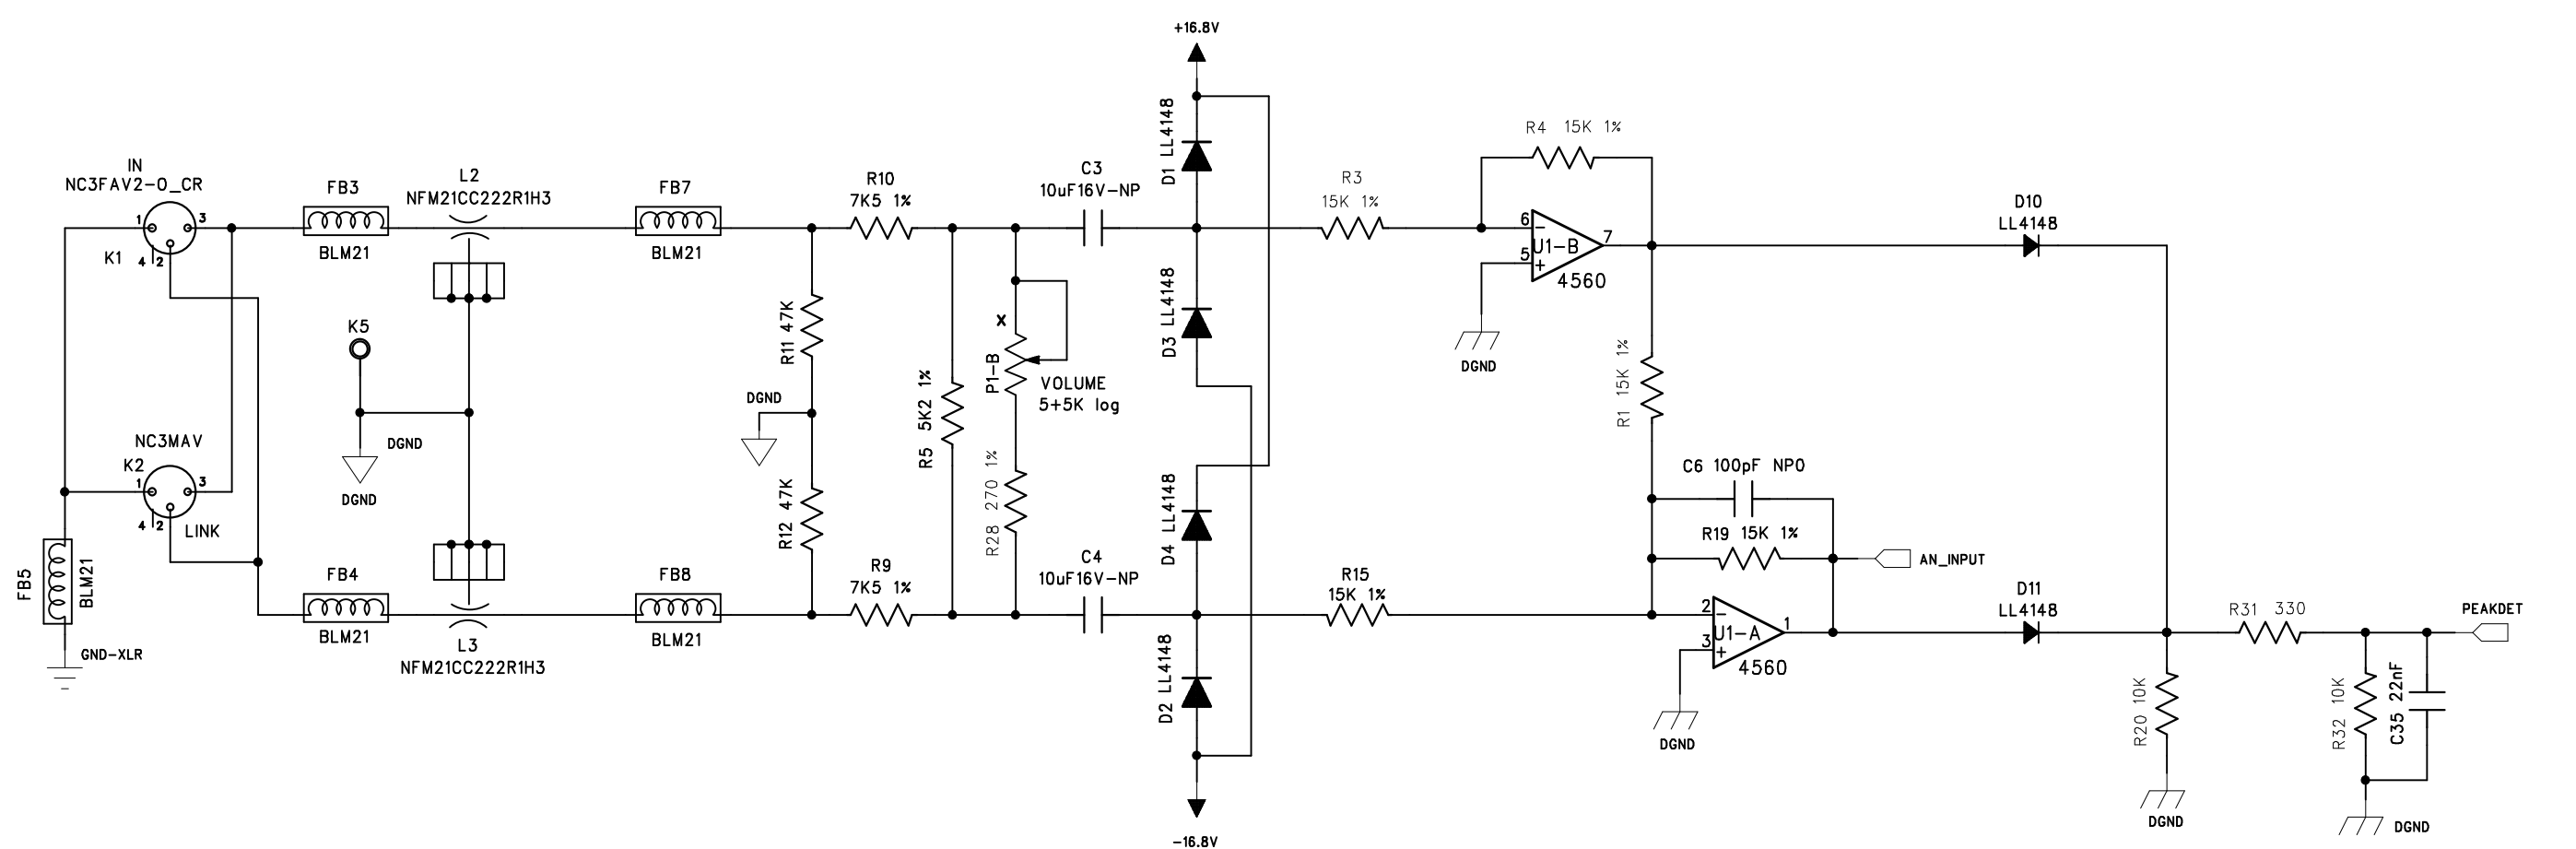 +16.8V
D1 LL4148
R4 15K 1%
IN
NC3FAV2-0_CR
1
3
K1
4
2
FB3
BLM21
L2
NFM21CC222R1H3
FB7
BLM21
R10
7K5 1%
C3
10uF16V-NP
R3
15K 1%
6
-
U1-B
7
5
+
4560
DGND
D10
LL4148
D3 LL4148
K5
DGND
DGND
R11 47K
DGND
R5 5K2 1%
x
P1-B
VOLUME
5+5K log
R28 270 1%
R1 15K 1%
NC3MAV
K2
1
3
4
2
LINK
FB5
BLM21
GND-XLR
FB4
BLM21
L3
NFM21CC222R1H3
FB8
BLM21
R12 47K
R9
7K5 1%
C4
10uF16V-NP
D4 LL4148
R15
15K 1%
C6 100pF NP0
R19 15K 1%
AN_INPUT
2
-
U1-A
1
3
+
4560
DGND
D11
LL4148
R31 330
PEAKDET
D2 LL4148
R20 10K
DGND
R32 10K
C35 22nF
DGND
-16.8V